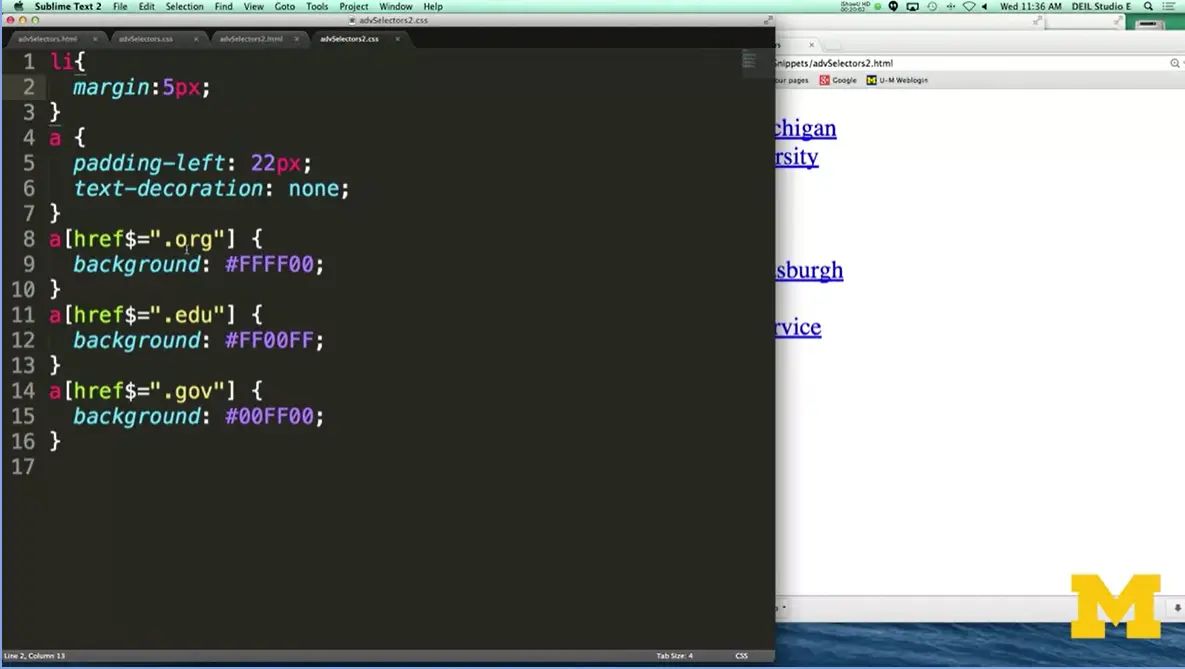 Sublime Text 2 File Edit Selection Find View Goto Tools Project Window Help
Wed 11:36 AM DEIL Studio E
advSelectors2.css
advSelectors.html advSelectors.css advSelectors2.html advSelectors2.css
1 li{
2 margin:5px;
3 }
4 a {
5 padding-left: 22px;
6 text-decoration: none;
7 }
8 a[href$=".org"] {
9 background: #FFFF00;
10 }
11 a[href$=".edu"] {
12 background: #FF00FF;
13 }
14 a[href$=".gov"] {
15 background: #00FF00;
16 }
17
Line 2, Column 13
Tab Size: 4
CSS
nippets/advSelectors2.html
our pages Google U-M Weblogin
chigan
rsity
sburgh
rvice
M